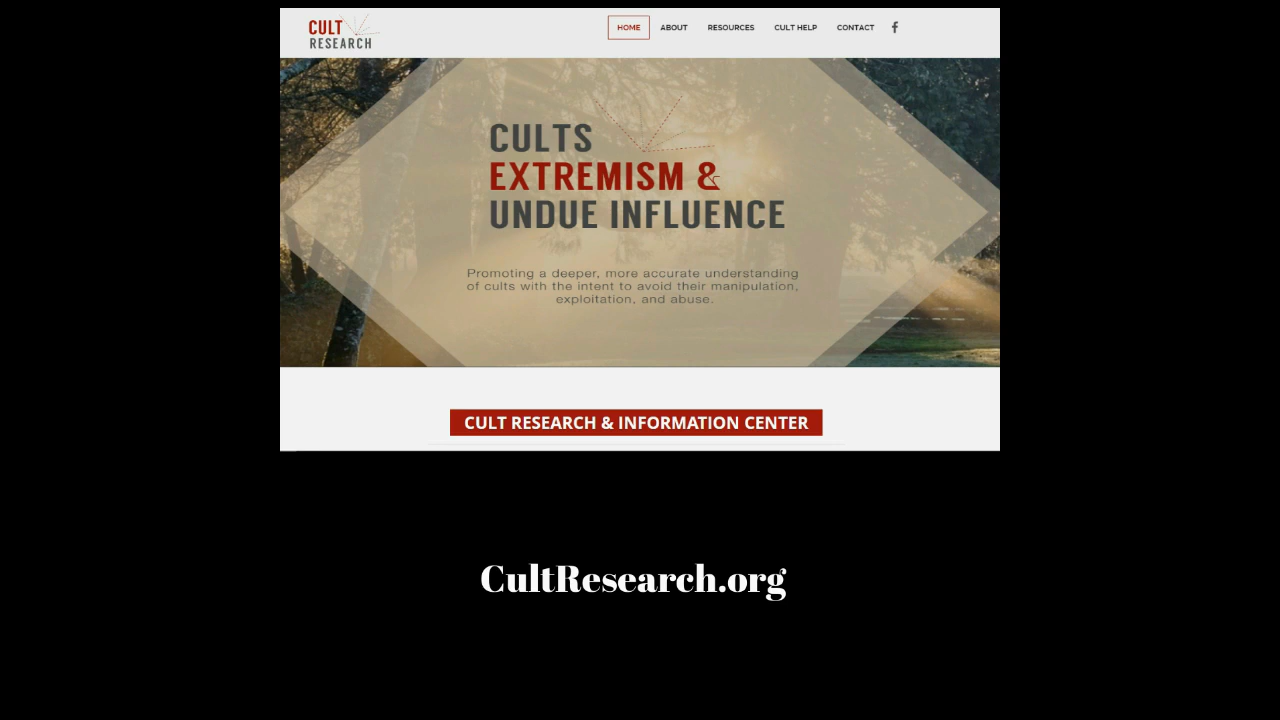 CULT
RESEARCH
HOME ABOUT RESOURCES CULT HELP CONTACT f
CULTS
EXTREMISM &
UNDUE INFLUENCE
Promoting a deeper, more accurate understanding
of cults with the intent to avoid their manipulation,
exploitation, and abuse.
CULT RESEARCH & INFORMATION CENTER
CultResearch.org